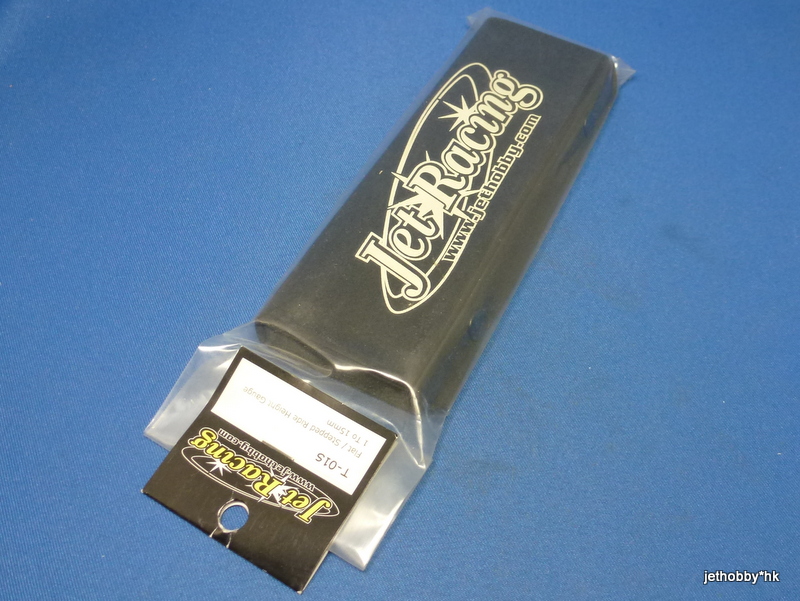 Jet Racing
www.jethobby.com
Jet Racing
www.jethobby.com
T-01S
Flat / Stepped Ride Height Gauge
1 To 15mm
jethobby*hk